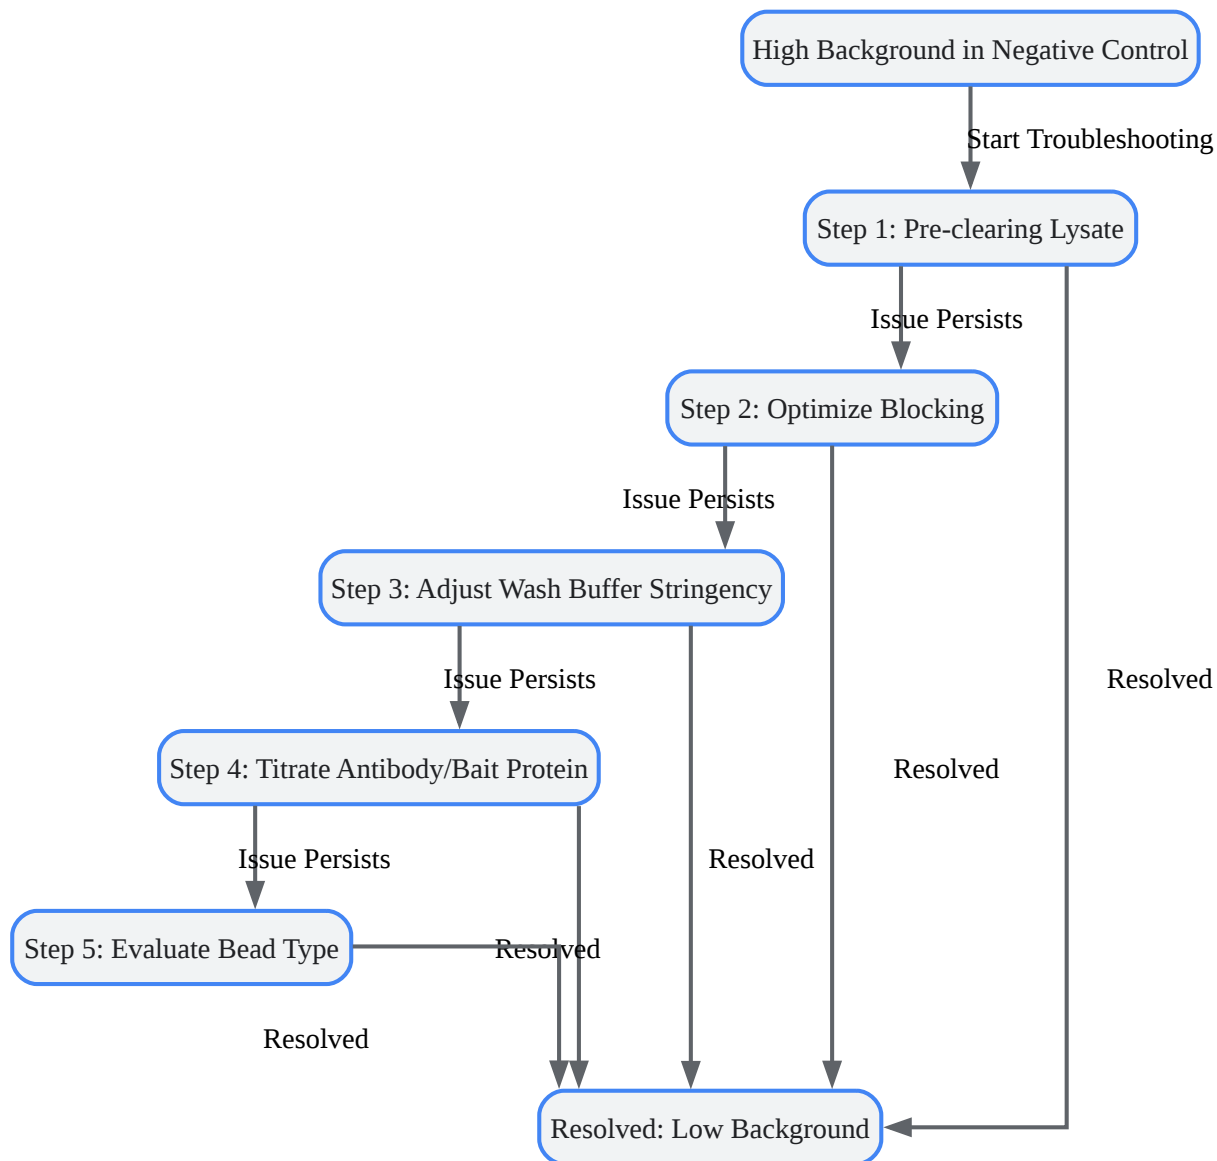 High Background in Negative Control
Start Troubleshooting
Step 1: Pre-clearing Lysate
Issue Persists
Step 2: Optimize Blocking
Issue Persists
Step 3: Adjust Wash Buffer Stringency
Issue Persists
Resolved
Step 4: Titrate Antibody/Bait Protein
Resolved
Issue Persists
Resolved
Step 5: Evaluate Bead Type
Resolved
Resolved
Resolved: Low Background